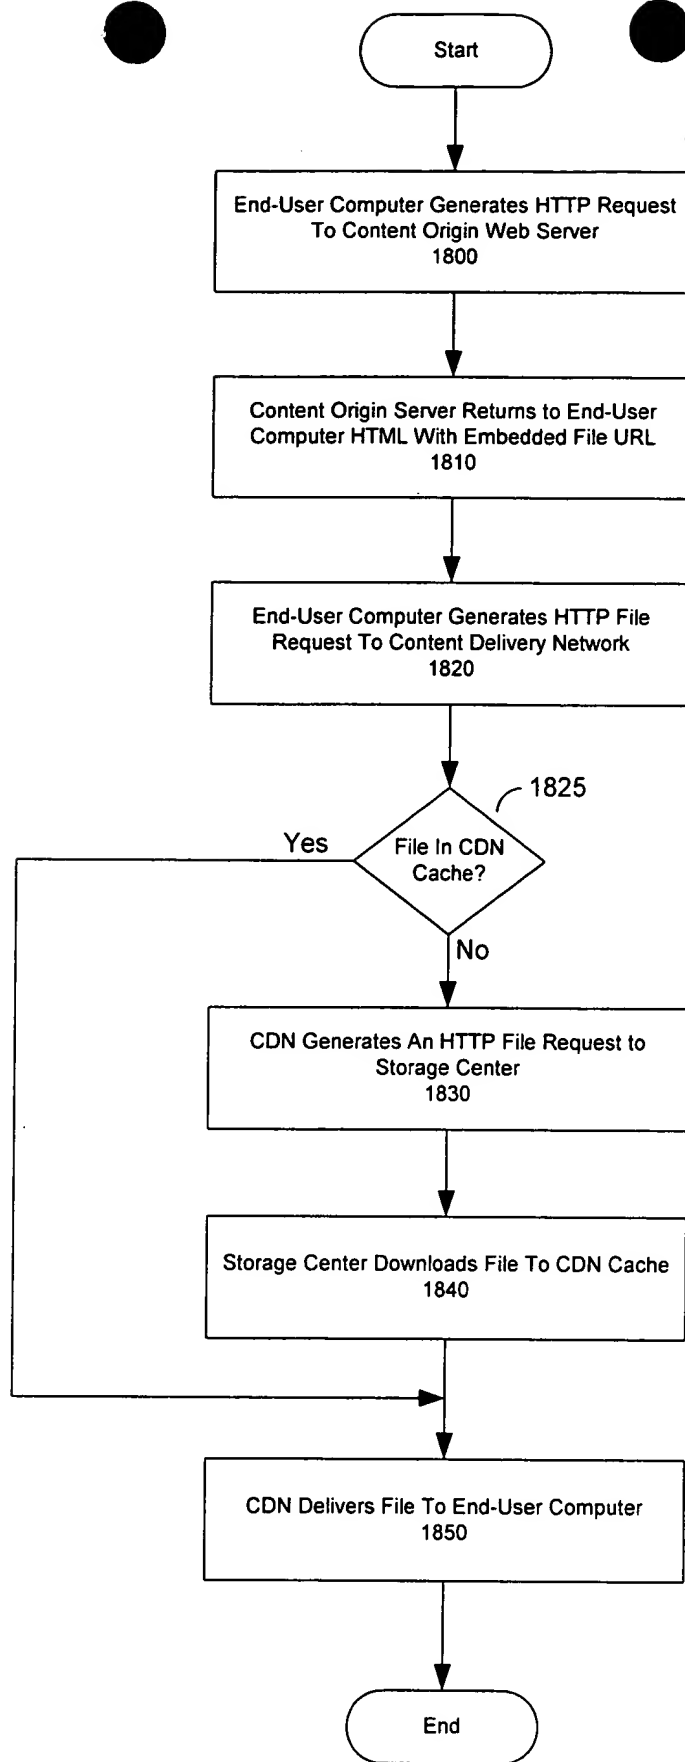 Start
End-User Computer Generates HTTP Request
To Content Origin Web Server
1800
Content Origin Server Returns to End-User
Computer HTML With Embedded File URL
1810
End-User Computer Generates HTTP File
Request To Content Delivery Network
1820
1825
Yes
File In CDN
Cache?
No
CDN Generates An HTTP File Request to
Storage Center
1830
Storage Center Downloads File To CDN Cache
1840
CDN Delivers File To End-User Computer
1850
End